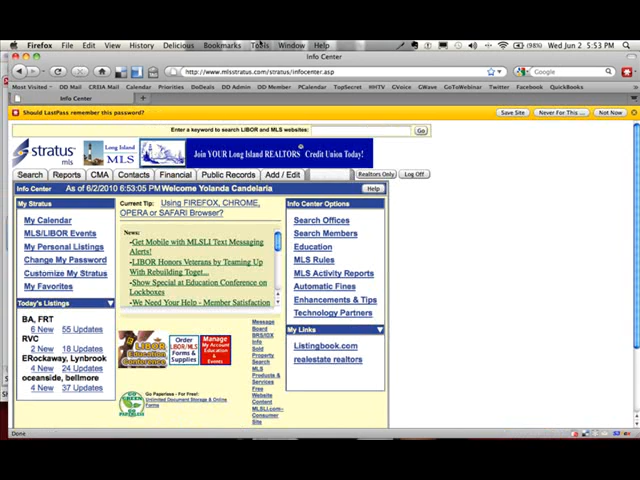 Firefox File Edit View History Delicious Bookmarks Tools Window Help (98%) Wed Jun 2 5:53 PM
Info Center
http://www.mlsstratus.com/stratus/infocenter.asp
Google
Most Visited DD Mail CREIA Mail Calendar Priorities DoDeals DD Admin DD Member PCalendar TopSecret HHTV GVoice GWave GoToWebinar Twitter Facebook QuickBooks
Info Center
Should LastPass remember this password? Save Site Never For This... Not Now
Enter a keyword to search LIBOR and MLS websites: Go
stratus mls
Long Island MLS
Join YOUR Long Island REALTORS® Credit Union Today!
Search Reports CMA Contacts Financial Public Records Add / Edit Realtors Only Log Off
Info Center As of 6/2/2010 6:53:05 PM Welcome Yolanda Candelaria Help
My Stratus
My Calendar
MLS/LIBOR Events
My Personal Listings
Change My Password
Customize My Stratus
My Favorites
Today's Listings
BA, FRT
6 New 55 Updates
RVC
2 New 18 Updates
ERockaway, Lynbrook
4 New 24 Updates
oceanside, bellmore
4 New 37 Updates
Current Tip: Using FIREFOX, CHROME,
OPERA or SAFARI Browser?
News:
-Get Mobile with MLSLI Text Messaging
Alerts!
-LIBOR Honors Veterans by Teaming Up
With Rebuilding Toget...
-Show Special at Education Conference on
Lockboxes
-We Need Your Help - Member Satisfaction
LIBOR
Education
Conference
Order
LIBOR/MLS
Forms &
Supplies
Manage
My Account
Education
&
Events
GO GREEN
GO PAPERLESS
Go Paperless - For Free!
Unlimited Document Storage & Online
Forms
Message
Board
BRS/IDX
Info
Sold
Property
Search
MLS
Products &
Services
Free
Website
Content
MLSLI.com-
Consumer
Site
Info Center Options
Search Offices
Search Members
Education
MLS Rules
MLS Activity Reports
Automatic Fines
Enhancements & Tips
Technology Partners
My Links
Listingbook.com
realestate realtors
Done